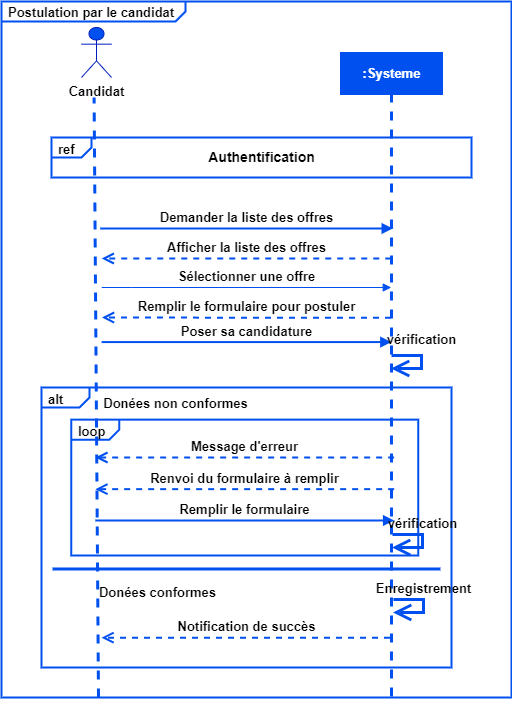 Postulation par le candidat
:Systeme
Candidat
ref
Authentification
Demander la liste des offres
Afficher la liste des offres
Sélectionner une offre
Remplir le formulaire pour postuler
Poser sa candidature
vérification
alt
Donées non conformes
loop
Message d'erreur
Renvoi du formulaire à remplir
Remplir le formulaire
vérification
Donées conformes
Enregistrement
Notification de succès